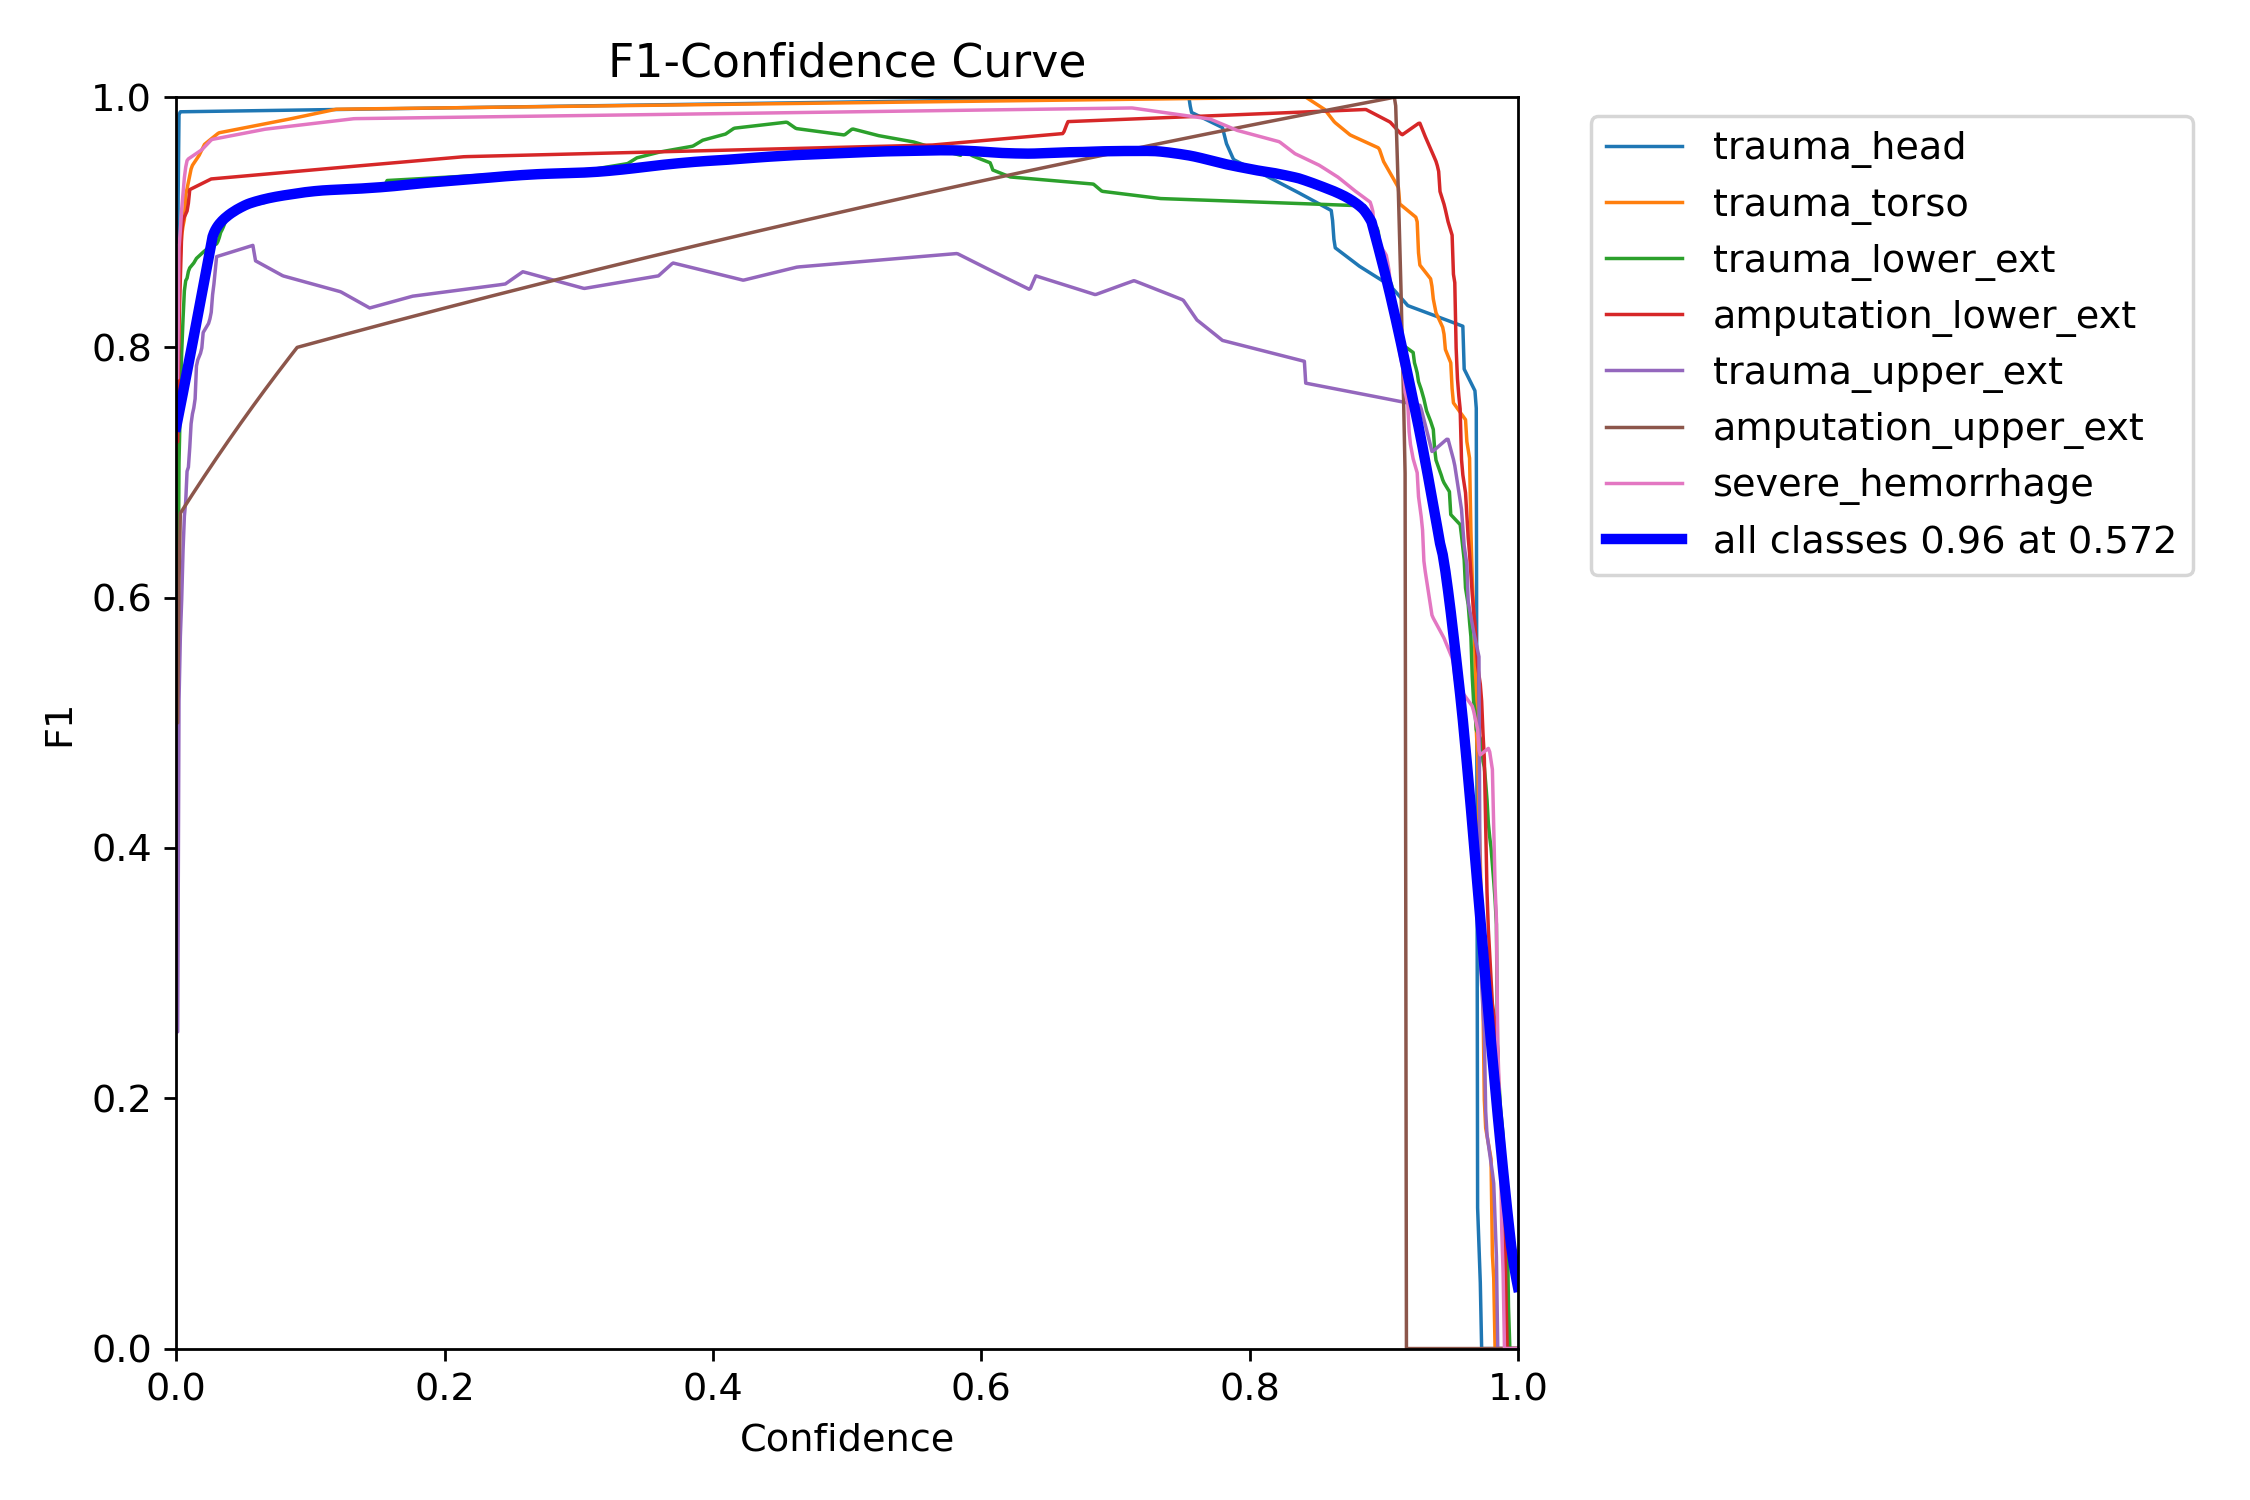 F1-Confidence Curve
1.0
0.8
0.6
0.4
0.2
0.0
F1
0.0 0.2 0.4 0.6 0.8 1.0
Confidence
trauma_head
trauma_torso
trauma_lower_ext
amputation_lower_ext
trauma_upper_ext
amputation_upper_ext
severe_hemorrhage
all classes 0.96 at 0.572